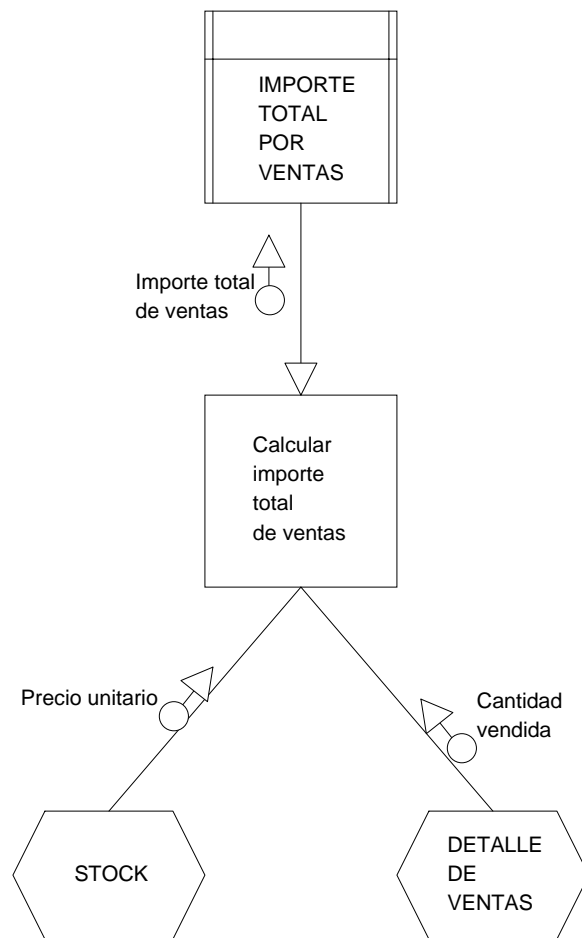 IMPORTE
TOTAL
POR
VENTAS
Importe total
de ventas
Calcular
importe
total
de ventas
Precio unitario
Cantidad
vendida
STOCK
DETALLE
DE
VENTAS